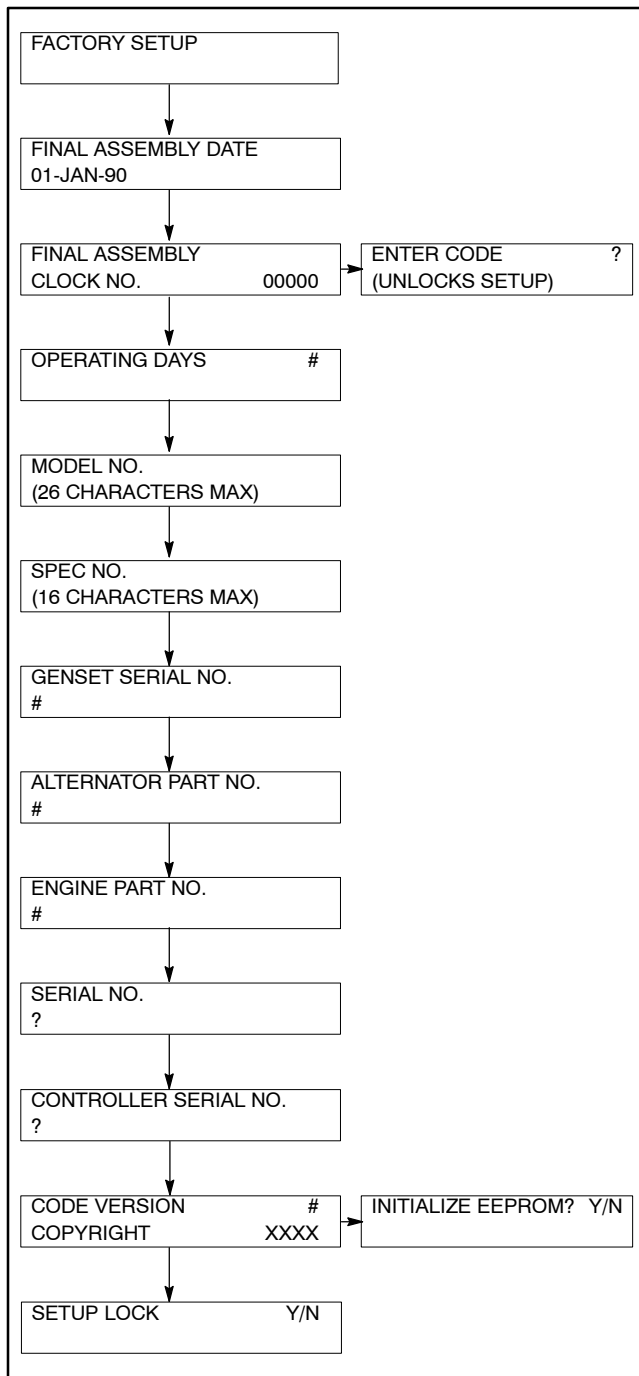 FACTORY SETUP
FINAL ASSEMBLY DATE
01-JAN-90
FINAL ASSEMBLY
CLOCK NO. 00000
ENTER CODE ?
(UNLOCKS SETUP)
OPERATING DAYS #
MODEL NO.
(26 CHARACTERS MAX)
SPEC NO.
(16 CHARACTERS MAX)
GENSET SERIAL NO.
#
ALTERNATOR PART NO.
#
ENGINE PART NO.
#
SERIAL NO.
?
CONTROLLER SERIAL NO.
?
CODE VERSION #
COPYRIGHT XXXX
INITIALIZE EEPROM? Y/N
SETUP LOCK Y/N